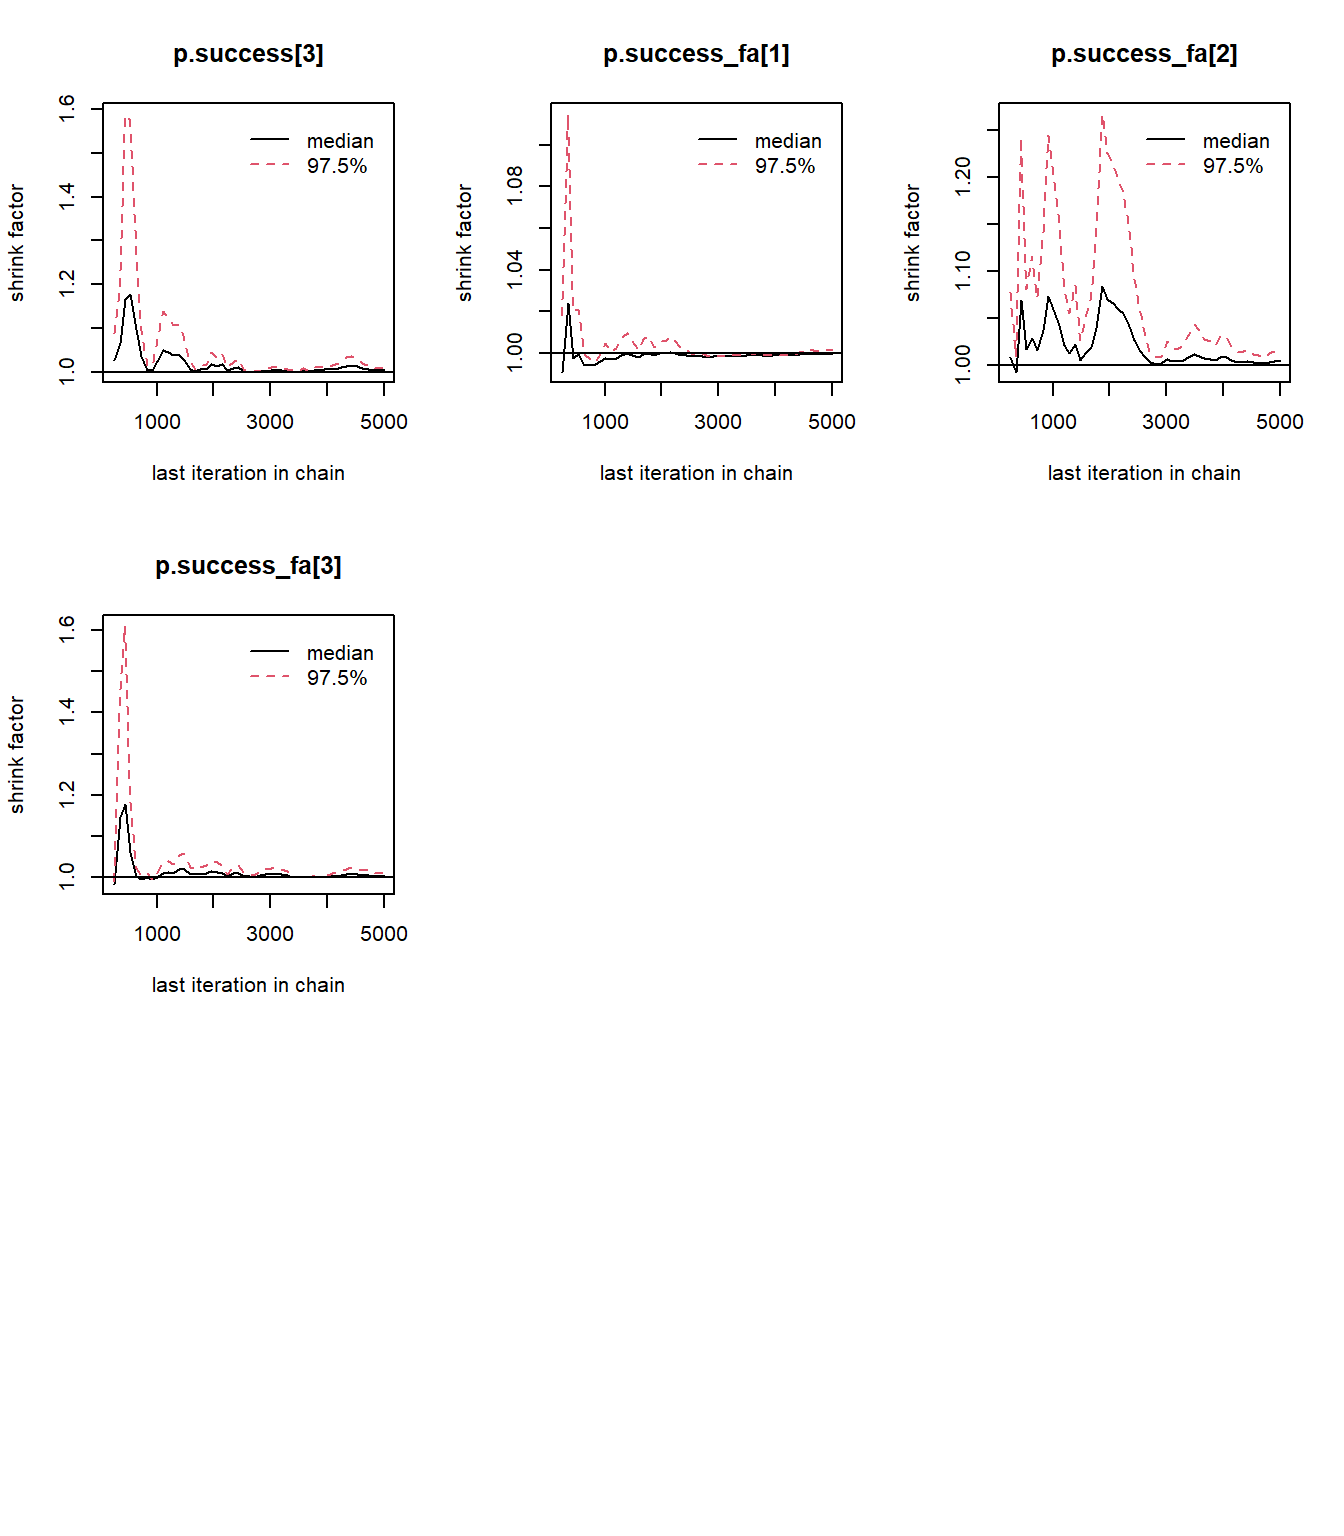 p.success[3]
shrink factor
1.0
1.2
1.4
1.6
median
97.5%
1000
3000
5000
last iteration in chain
p.success_fa[1]
shrink factor
1.00
1.04
1.08
median
97.5%
1000
3000
5000
last iteration in chain
p.success_fa[2]
shrink factor
1.00
1.10
1.20
median
97.5%
1000
3000
5000
last iteration in chain
p.success_fa[3]
shrink factor
1.0
1.2
1.4
1.6
median
97.5%
1000
3000
5000
last iteration in chain